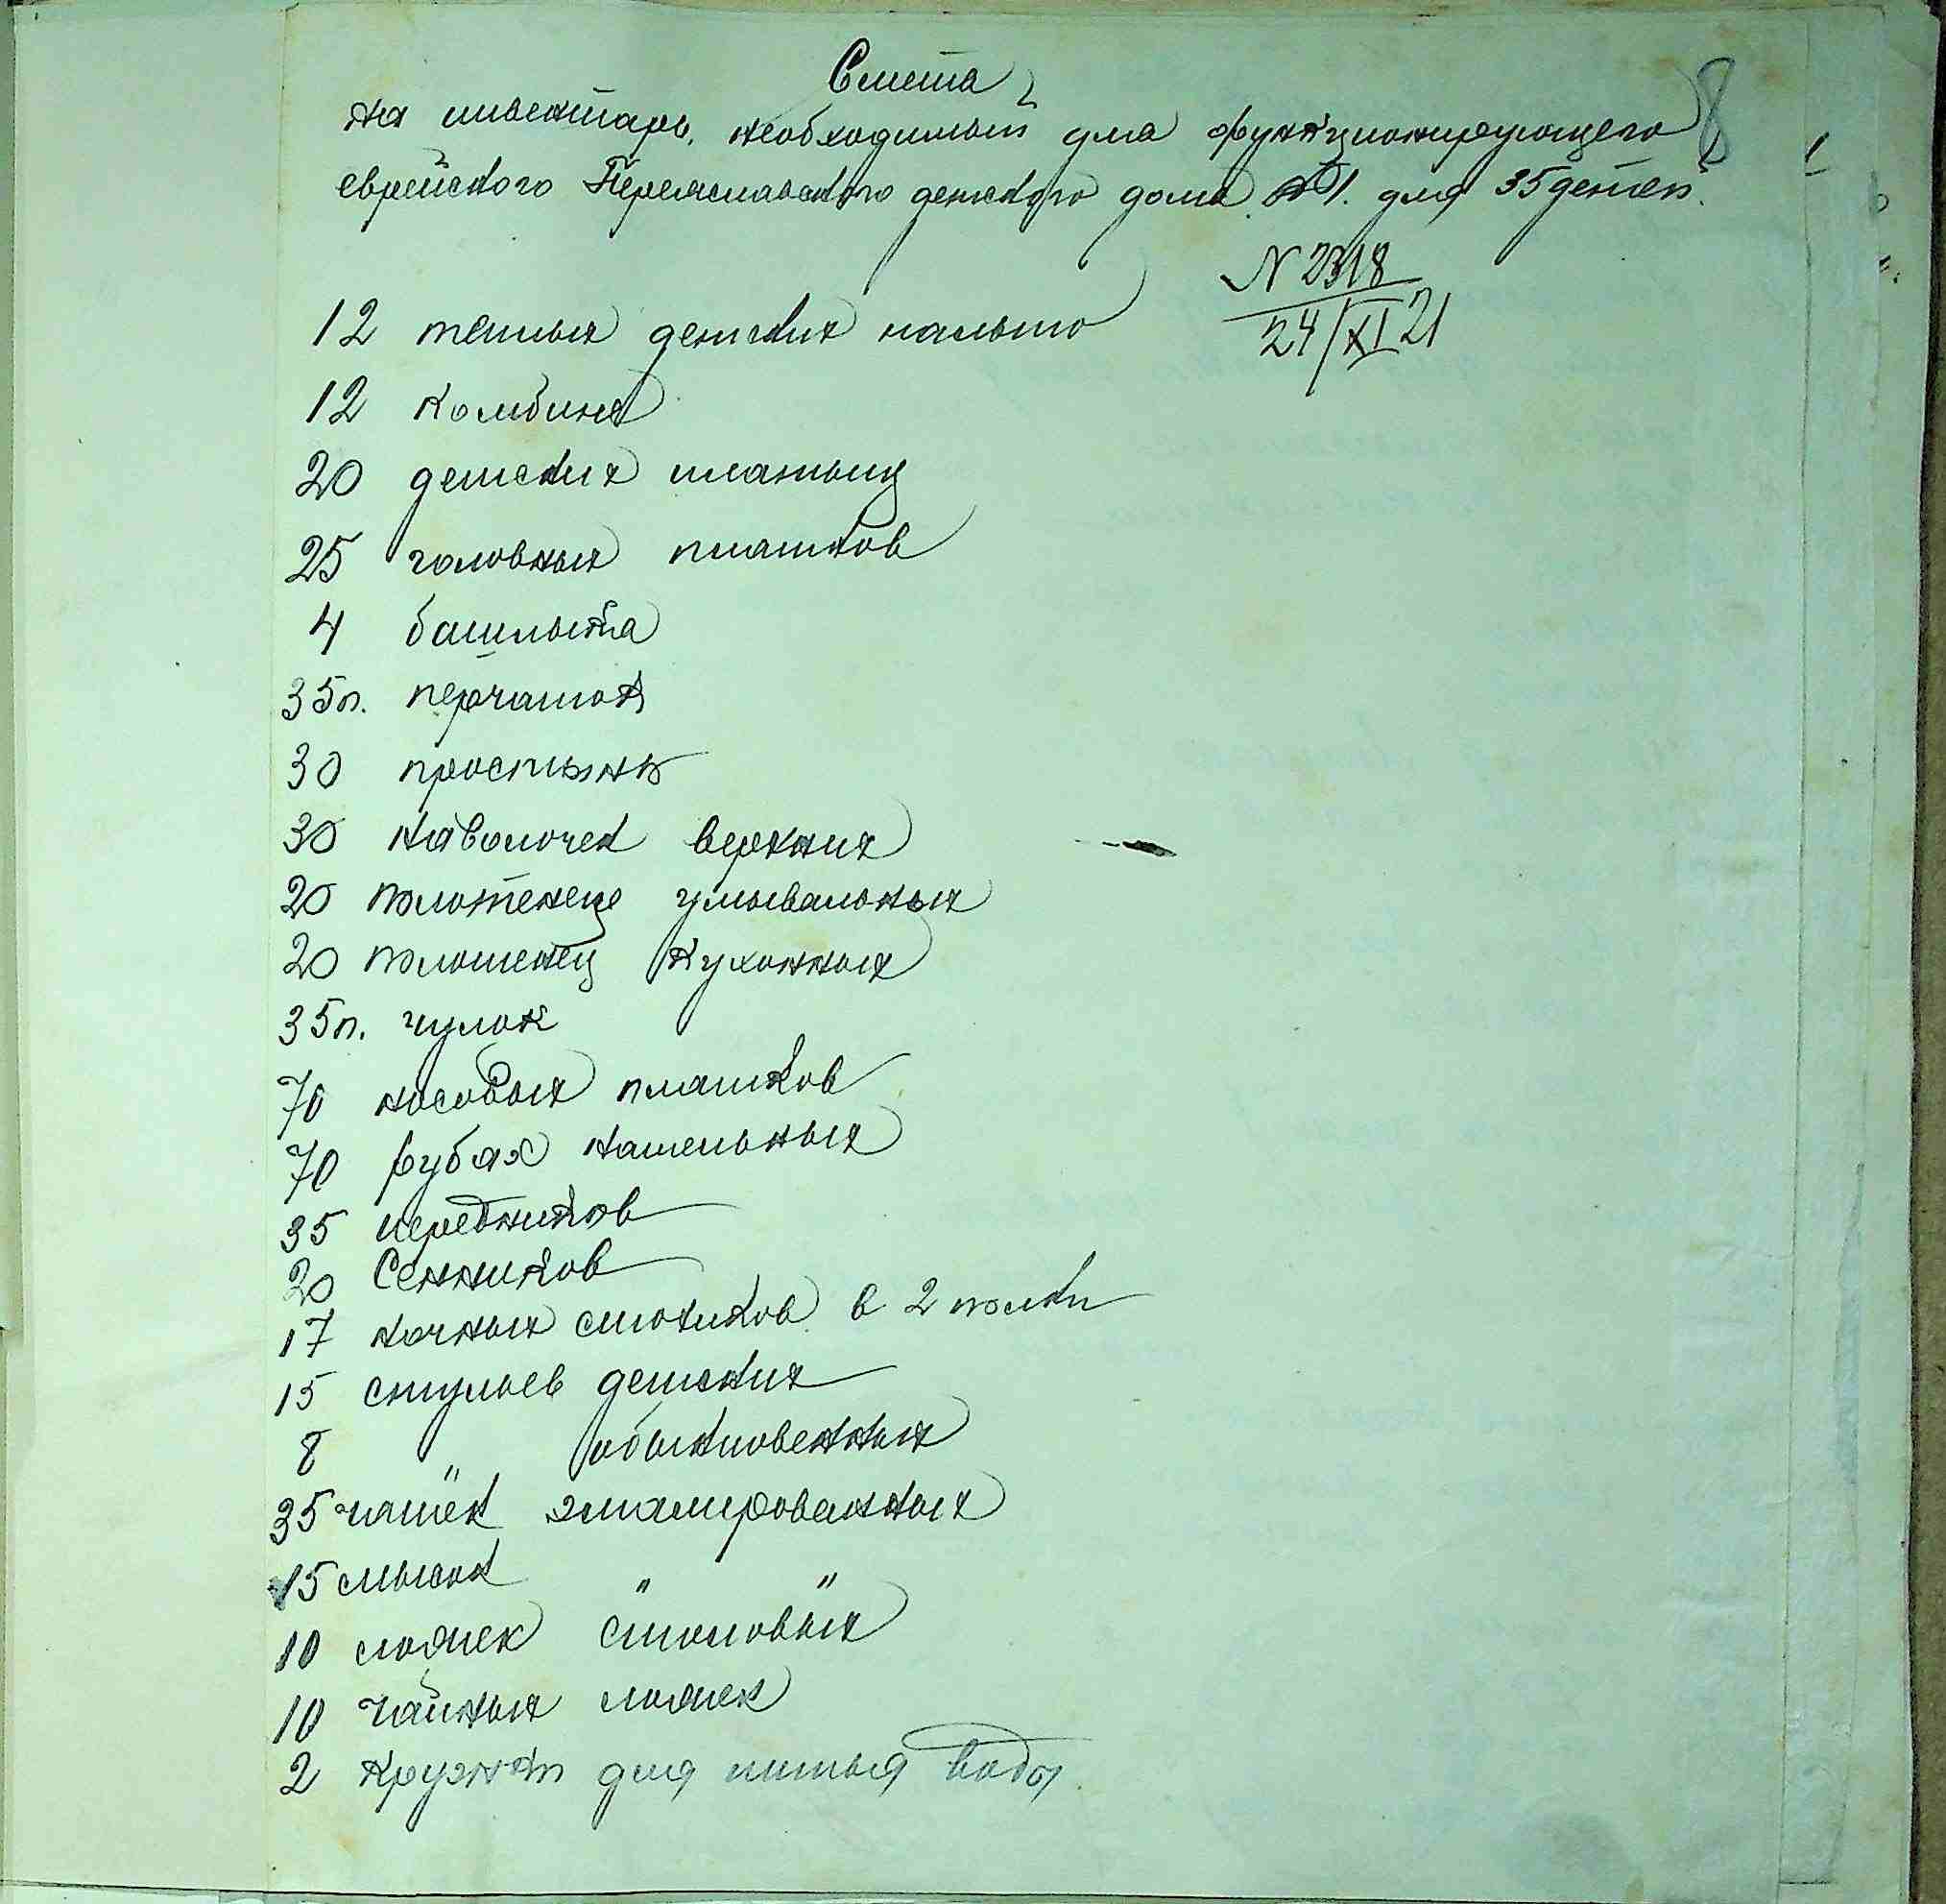 Смета
8
на инвентарь, необходимый для функционирующего
еврейского Переяславского детского дома №1. для 35 детей.
N 2318
24/XI 21
12 теплых детских пальто
12 комбине
20 детских платьиц
25 головных платков
4 башлыка
35п. перчаток
30 простынь
30 наволочек верхних
20 полотенец умывальных
20 полотенец кухонных
35п. чулок
70 носовых платков
70 рубах нательных
35 передников
20 Сенников
17 ночных столиков в 2 полки
15 стульев детских
8 " обыкновенных
35 чашек эмалированных
15 мисок " "
10 ложек столовых
10 чайных ложек
2 кружки для питья воды.